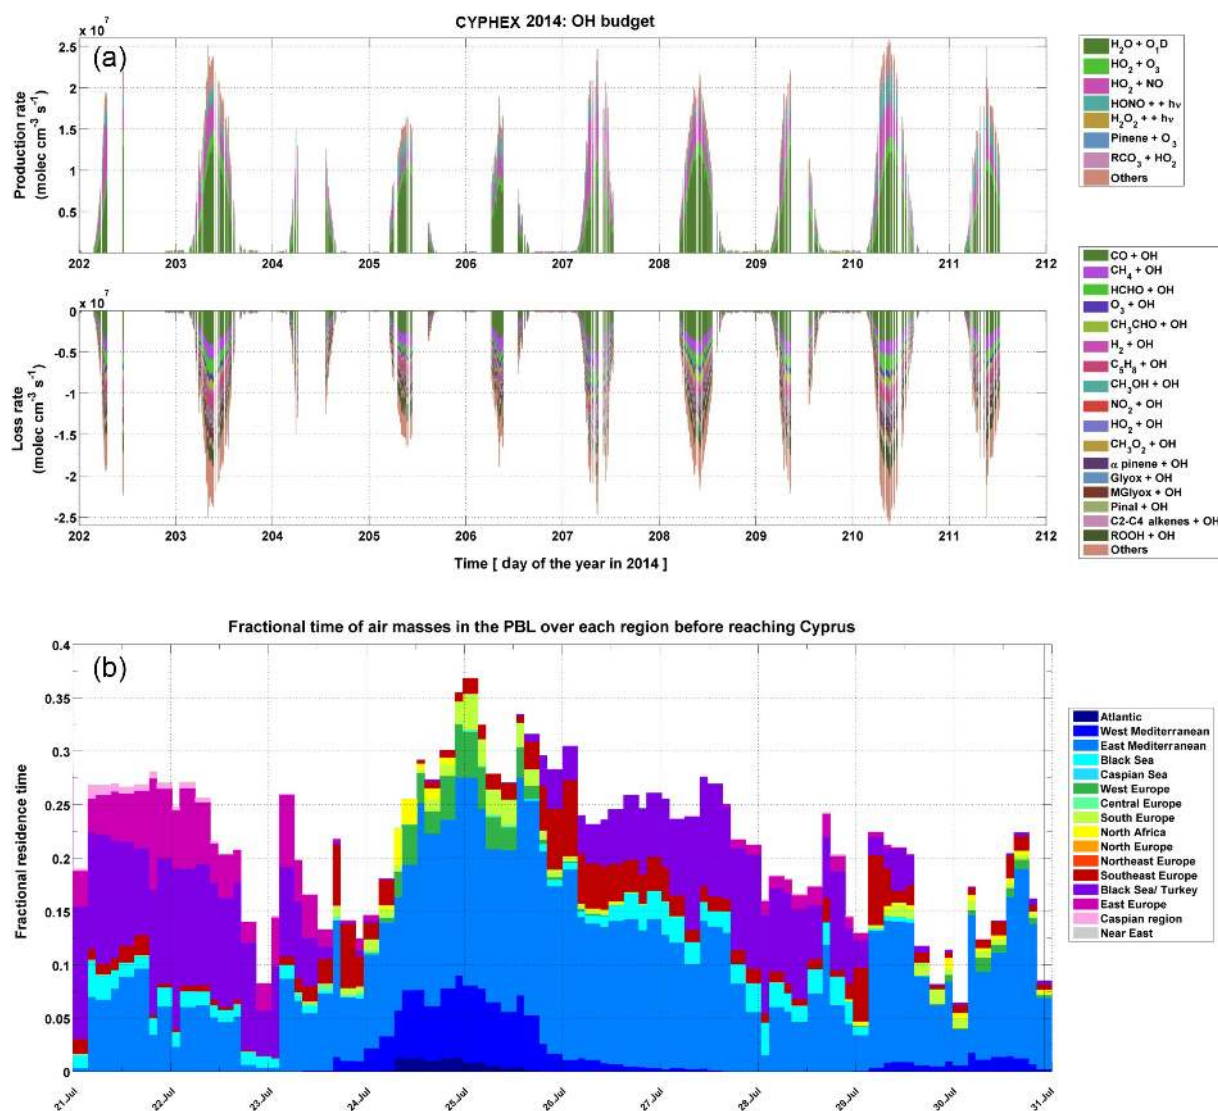 CYPHEX 2014: OH budget
x 10⁷
(a)
Production rate
(molec cm⁻³ s⁻¹)
2.5
2
1.5
1
0.5
202 203 204 205 206 207 208 209 210 211 212
H₂O + O₁D
HO₂ + O₃
HO₂ + NO
HONO + + hν
H₂O₂ + + hν
Pinene + O₃
RCO₃ + HO₂
Others
x 10⁷
Loss rate
(molec cm⁻³ s⁻¹)
0
-0.5
-1
-1.5
-2
-2.5
202 203 204 205 206 207 208 209 210 211 212
Time [ day of the year in 2014 ]
CO + OH
CH₄ + OH
HCHO + OH
O₃ + OH
CH₃CHO + OH
H₂ + OH
C₅H₈ + OH
CH₃OH + OH
NO₂ + OH
HO₂ + OH
CH₃O₂ + OH
α pinene + OH
Glyox + OH
MGlyox + OH
Pinal + OH
C2-C4 alkenes + OH
ROOH + OH
Others
Fractional time of air masses in the PBL over each region before reaching Cyprus
(b)
Fractional residence time
0.4
0.35
0.3
0.25
0.2
0.15
0.1
0.05
0
21-Jul 22-Jul 23-Jul 24-Jul 25-Jul 26-Jul 27-Jul 28-Jul 29-Jul 30-Jul 31-Jul
Atlantic
West Mediterranean
East Mediterranean
Black Sea
Caspian Sea
West Europe
Central Europe
South Europe
North Africa
North Europe
Northeast Europe
Southeast Europe
Black Sea/ Turkey
East Europe
Caspian region
Near East